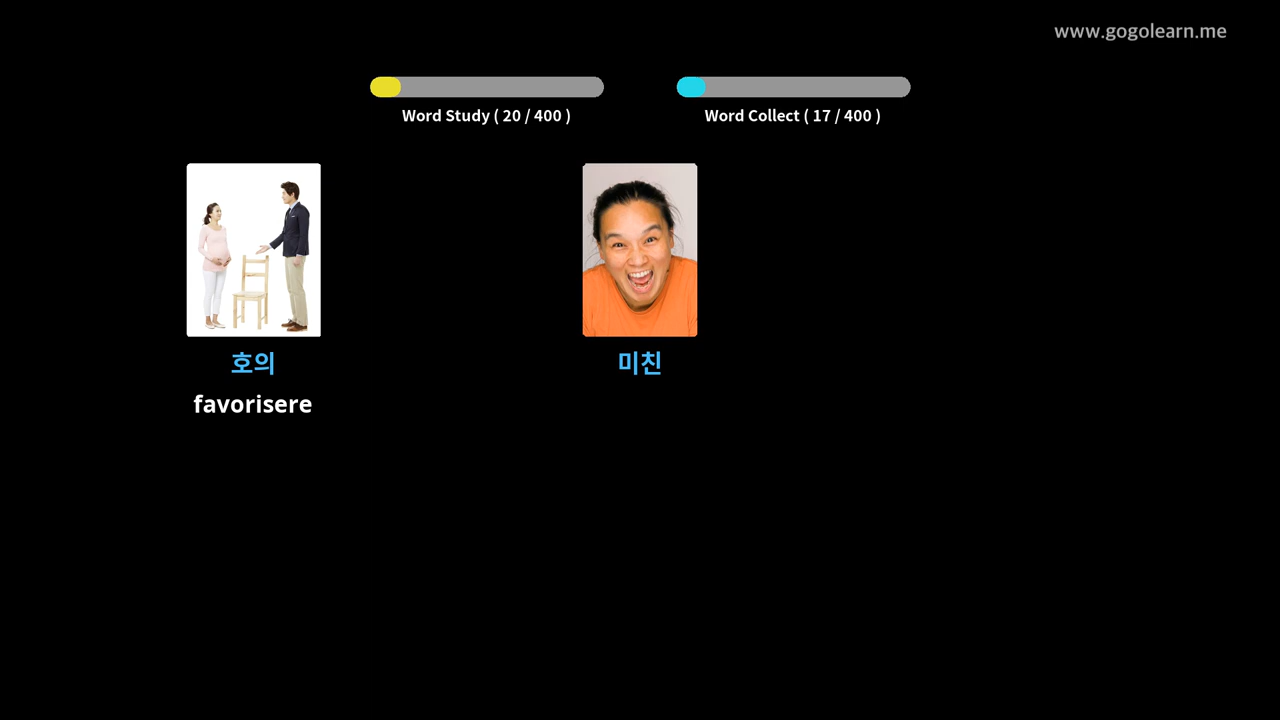 www.gogolearn.me
Word Study ( 20 / 400 )
Word Collect ( 17 / 400 )
호의
미친
favorisere